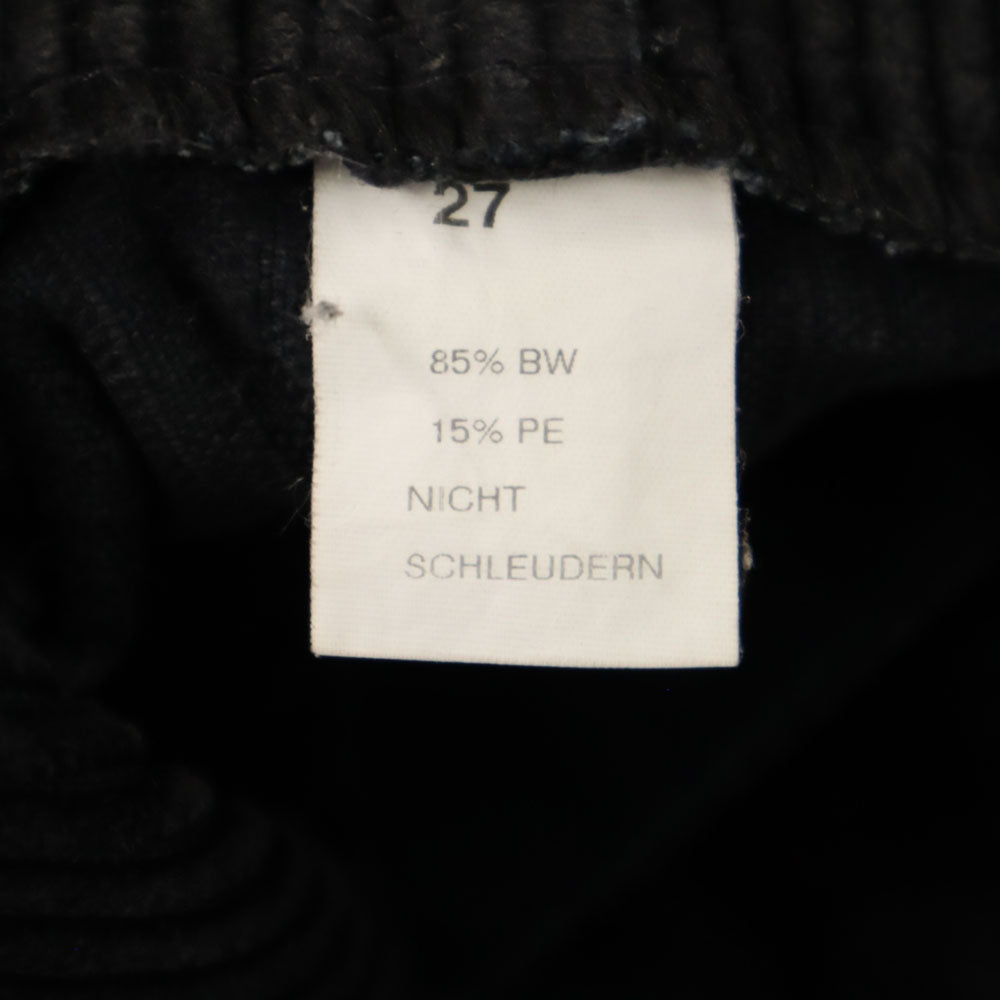 27
85% BW
15% PE
NICHT
SCHLEUDERN